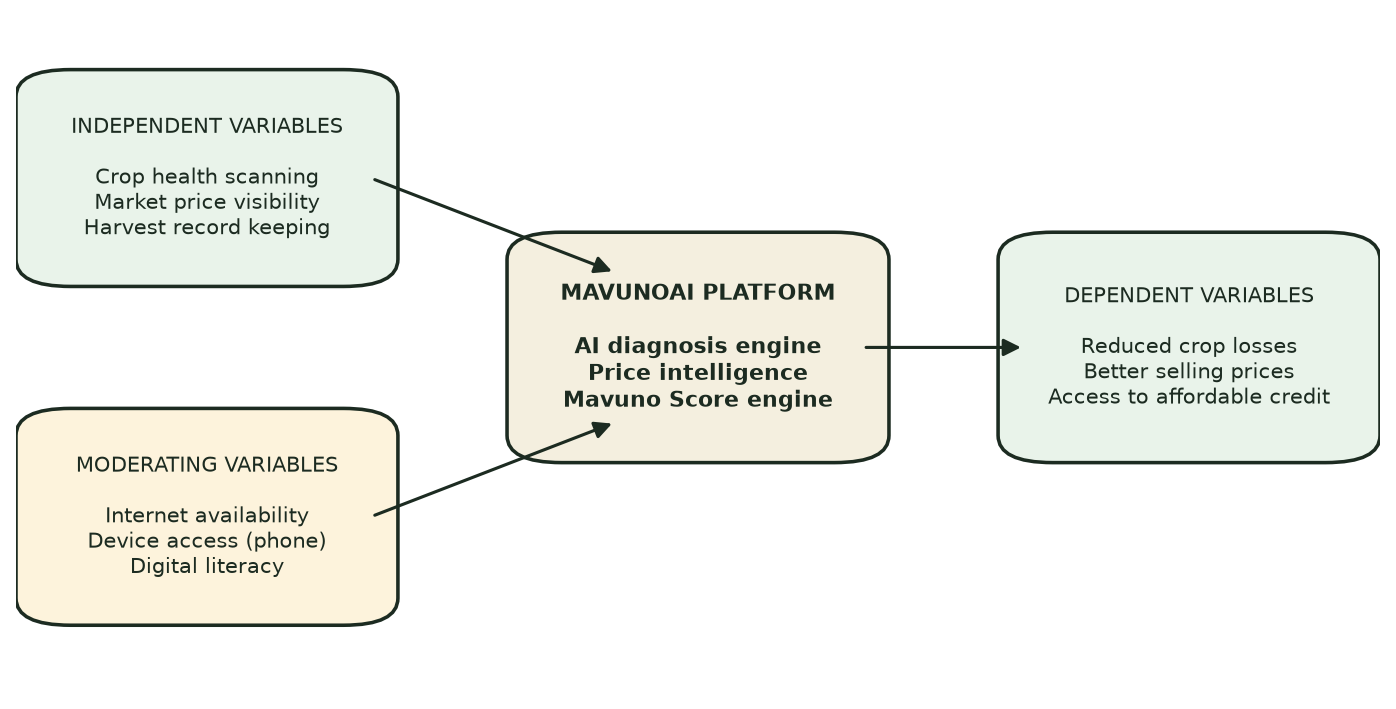 INDEPENDENT VARIABLES
Crop health scanning
Market price visibility
Harvest record keeping
MODERATING VARIABLES
Internet availability
Device access (phone)
Digital literacy
MAVUNOAI PLATFORM
AI diagnosis engine
Price intelligence
Mavuno Score engine
DEPENDENT VARIABLES
Reduced crop losses
Better selling prices
Access to affordable credit